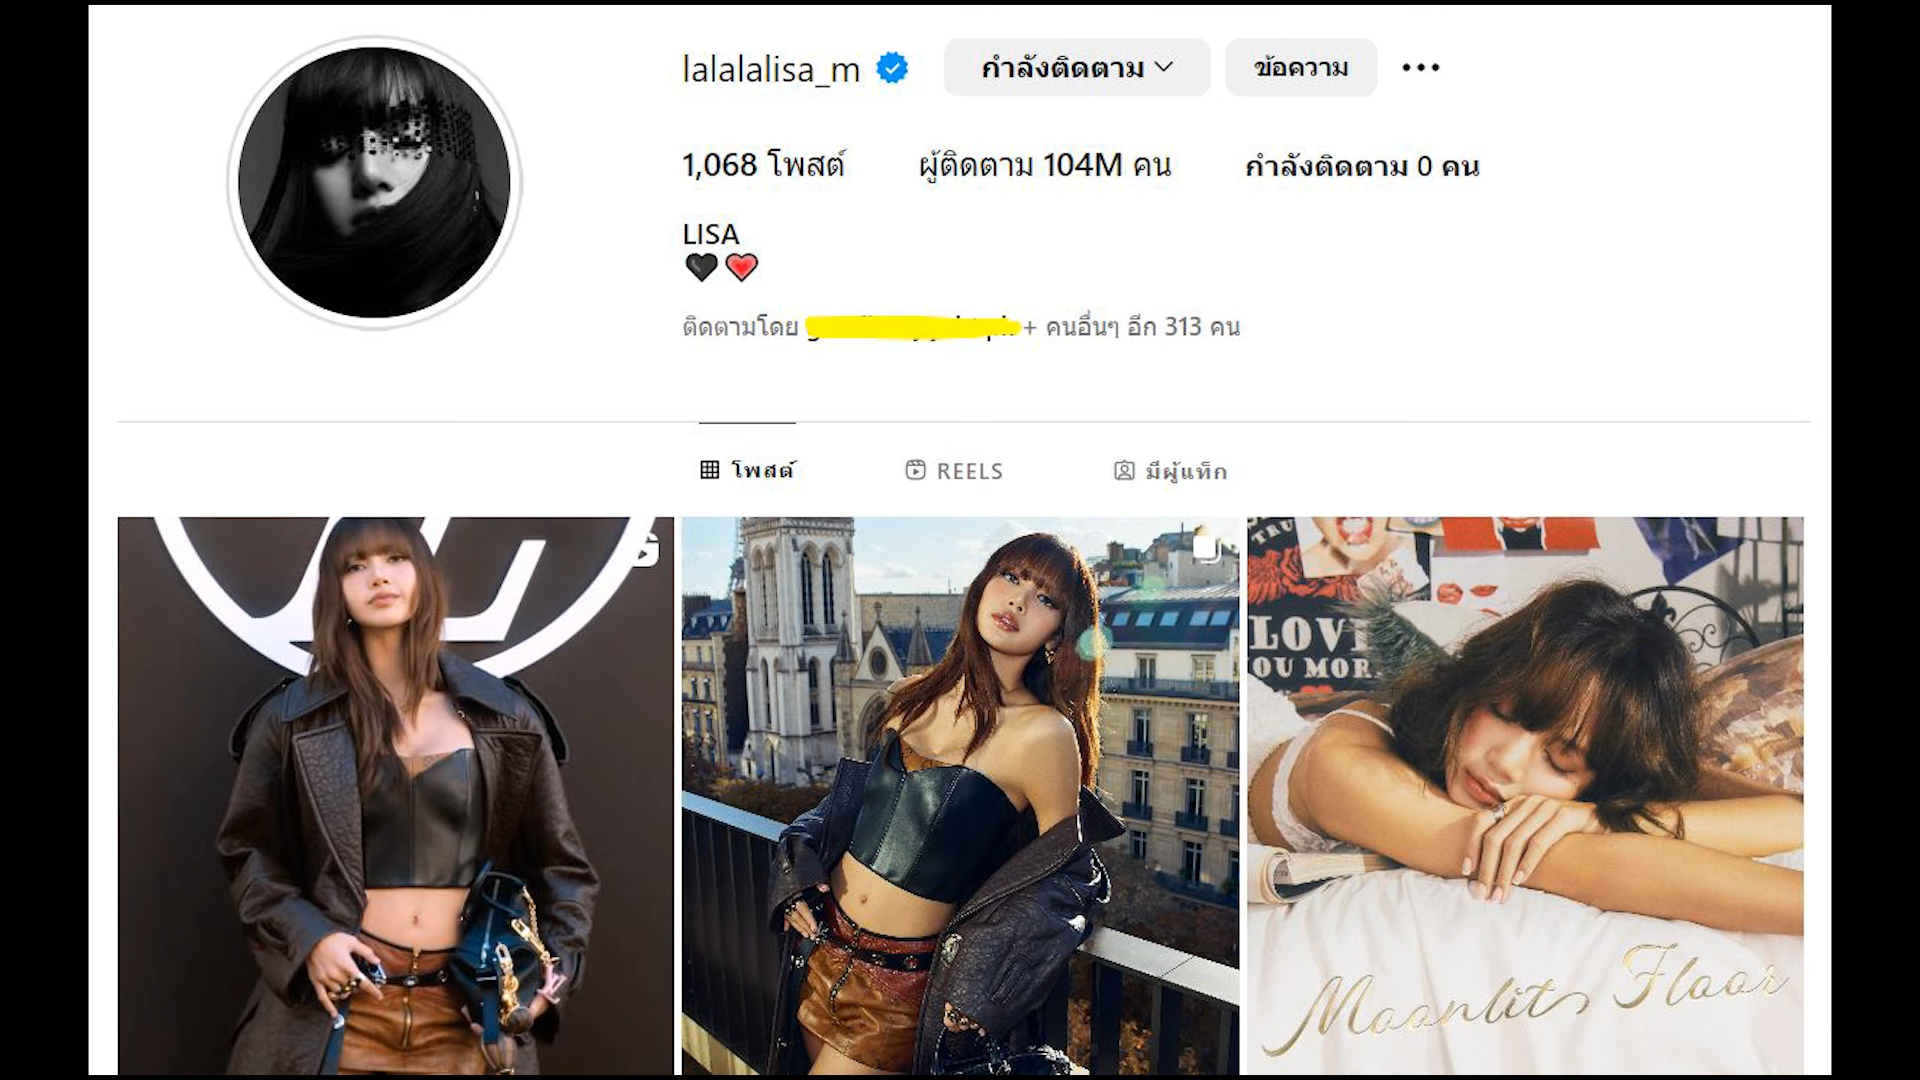 lalalalisa_m
กำลังติดตาม
ข้อความ
1,068 โพสต์
ผู้ติดตาม 104M คน
กำลังติดตาม 0 คน
LISA
🖤❤️
ติดตามโดย + คนอื่นๆ อีก 313 คน
โพสต์
REELS
มีผู้แท็ก
TRU
LOVE
YOU MOR
Moonlit Floor